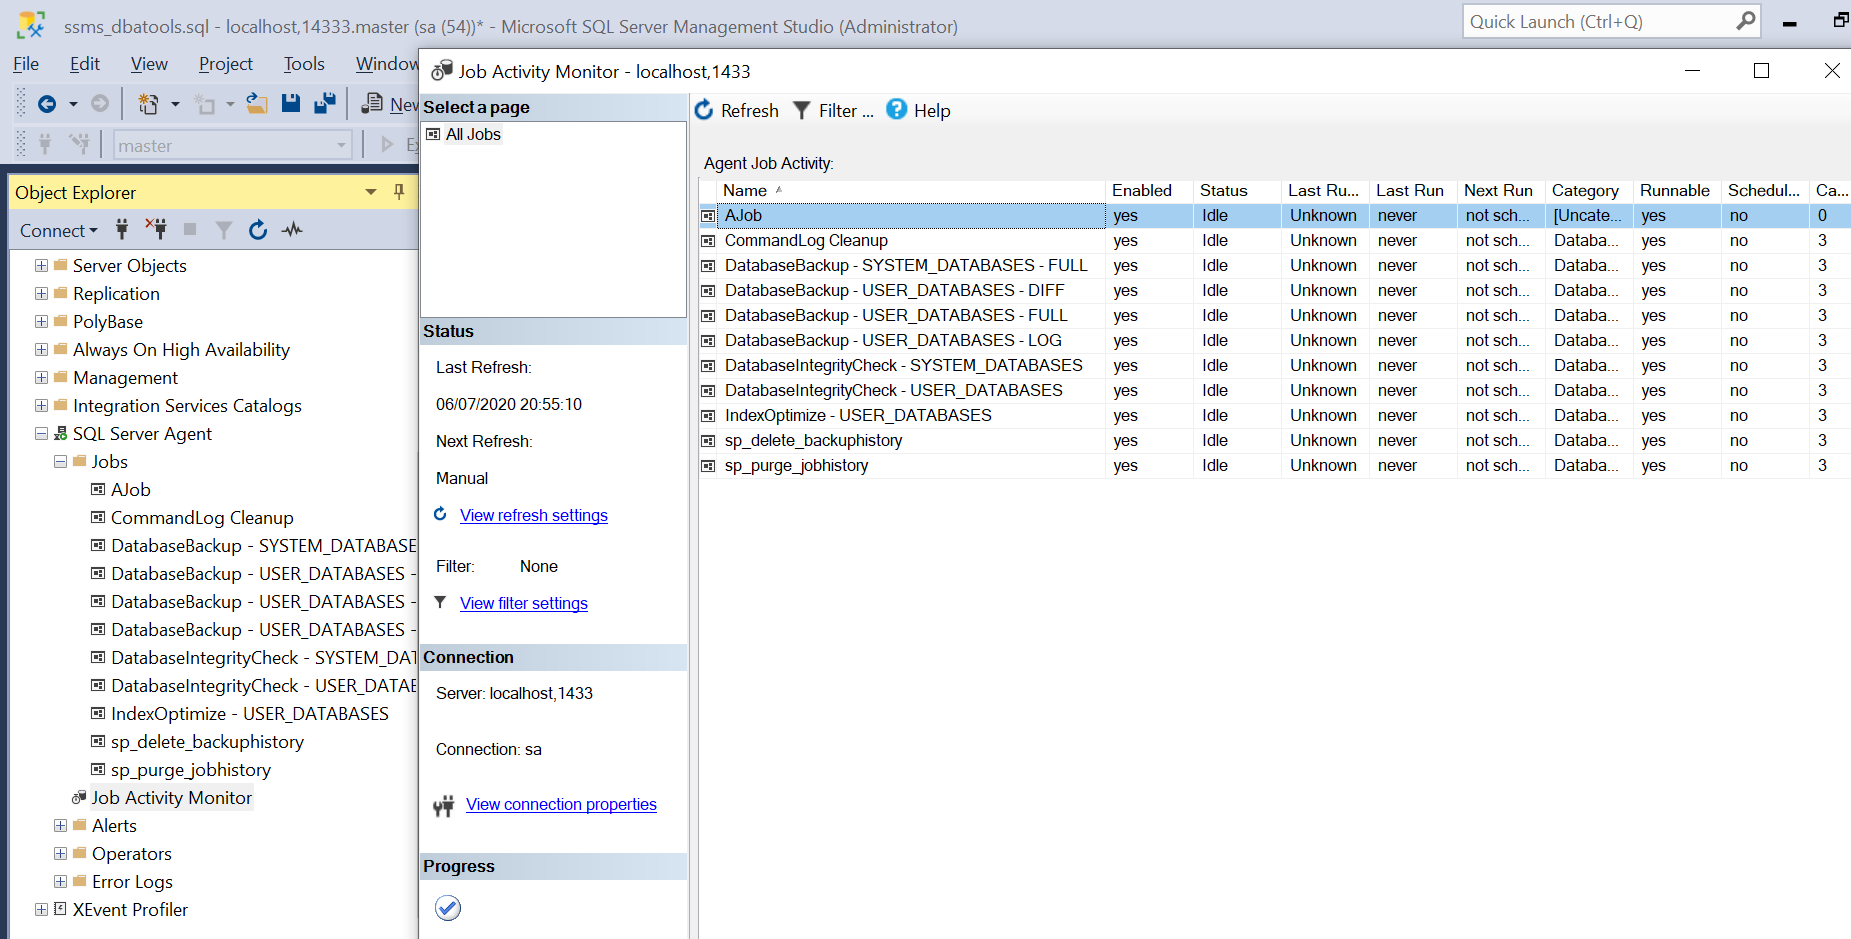 ssms_dbatools.sql - localhost,14333.master (sa (54))* - Microsoft SQL Server Management Studio (Administrator)
Quick Launch (Ctrl+Q)
File Edit View Project Tools Window
New
master
Object Explorer
Connect
Server Objects
Replication
PolyBase
Always On High Availability
Management
Integration Services Catalogs
SQL Server Agent
Jobs
AJob
CommandLog Cleanup
DatabaseBackup - SYSTEM_DATABASE
DatabaseBackup - USER_DATABASES -
DatabaseBackup - USER_DATABASES -
DatabaseBackup - USER_DATABASES -
DatabaseIntegrityCheck - SYSTEM_DAT
DatabaseIntegrityCheck - USER_DATAB
IndexOptimize - USER_DATABASES
sp_delete_backuphistory
sp_purge_jobhistory
Job Activity Monitor
Alerts
Operators
Error Logs
XEvent Profiler
Job Activity Monitor - localhost,1433
Select a page
All Jobs
Status
Last Refresh:
06/07/2020 20:55:10
Next Refresh:
Manual
View refresh settings
Filter: None
View filter settings
Connection
Server: localhost,1433
Connection: sa
View connection properties
Progress
Refresh Filter ... Help
Agent Job Activity:
Name Enabled Status Last Ru... Last Run Next Run Category Runnable Schedul... Ca...
AJob yes Idle Unknown never not sch... [Uncate... yes no 0
CommandLog Cleanup yes Idle Unknown never not sch... Databa... yes no 3
DatabaseBackup - SYSTEM_DATABASES - FULL yes Idle Unknown never not sch... Databa... yes no 3
DatabaseBackup - USER_DATABASES - DIFF yes Idle Unknown never not sch... Databa... yes no 3
DatabaseBackup - USER_DATABASES - FULL yes Idle Unknown never not sch... Databa... yes no 3
DatabaseBackup - USER_DATABASES - LOG yes Idle Unknown never not sch... Databa... yes no 3
DatabaseIntegrityCheck - SYSTEM_DATABASES yes Idle Unknown never not sch... Databa... yes no 3
DatabaseIntegrityCheck - USER_DATABASES yes Idle Unknown never not sch... Databa... yes no 3
IndexOptimize - USER_DATABASES yes Idle Unknown never not sch... Databa... yes no 3
sp_delete_backuphistory yes Idle Unknown never not sch... Databa... yes no 3
sp_purge_jobhistory yes Idle Unknown never not sch... Databa... yes no 3